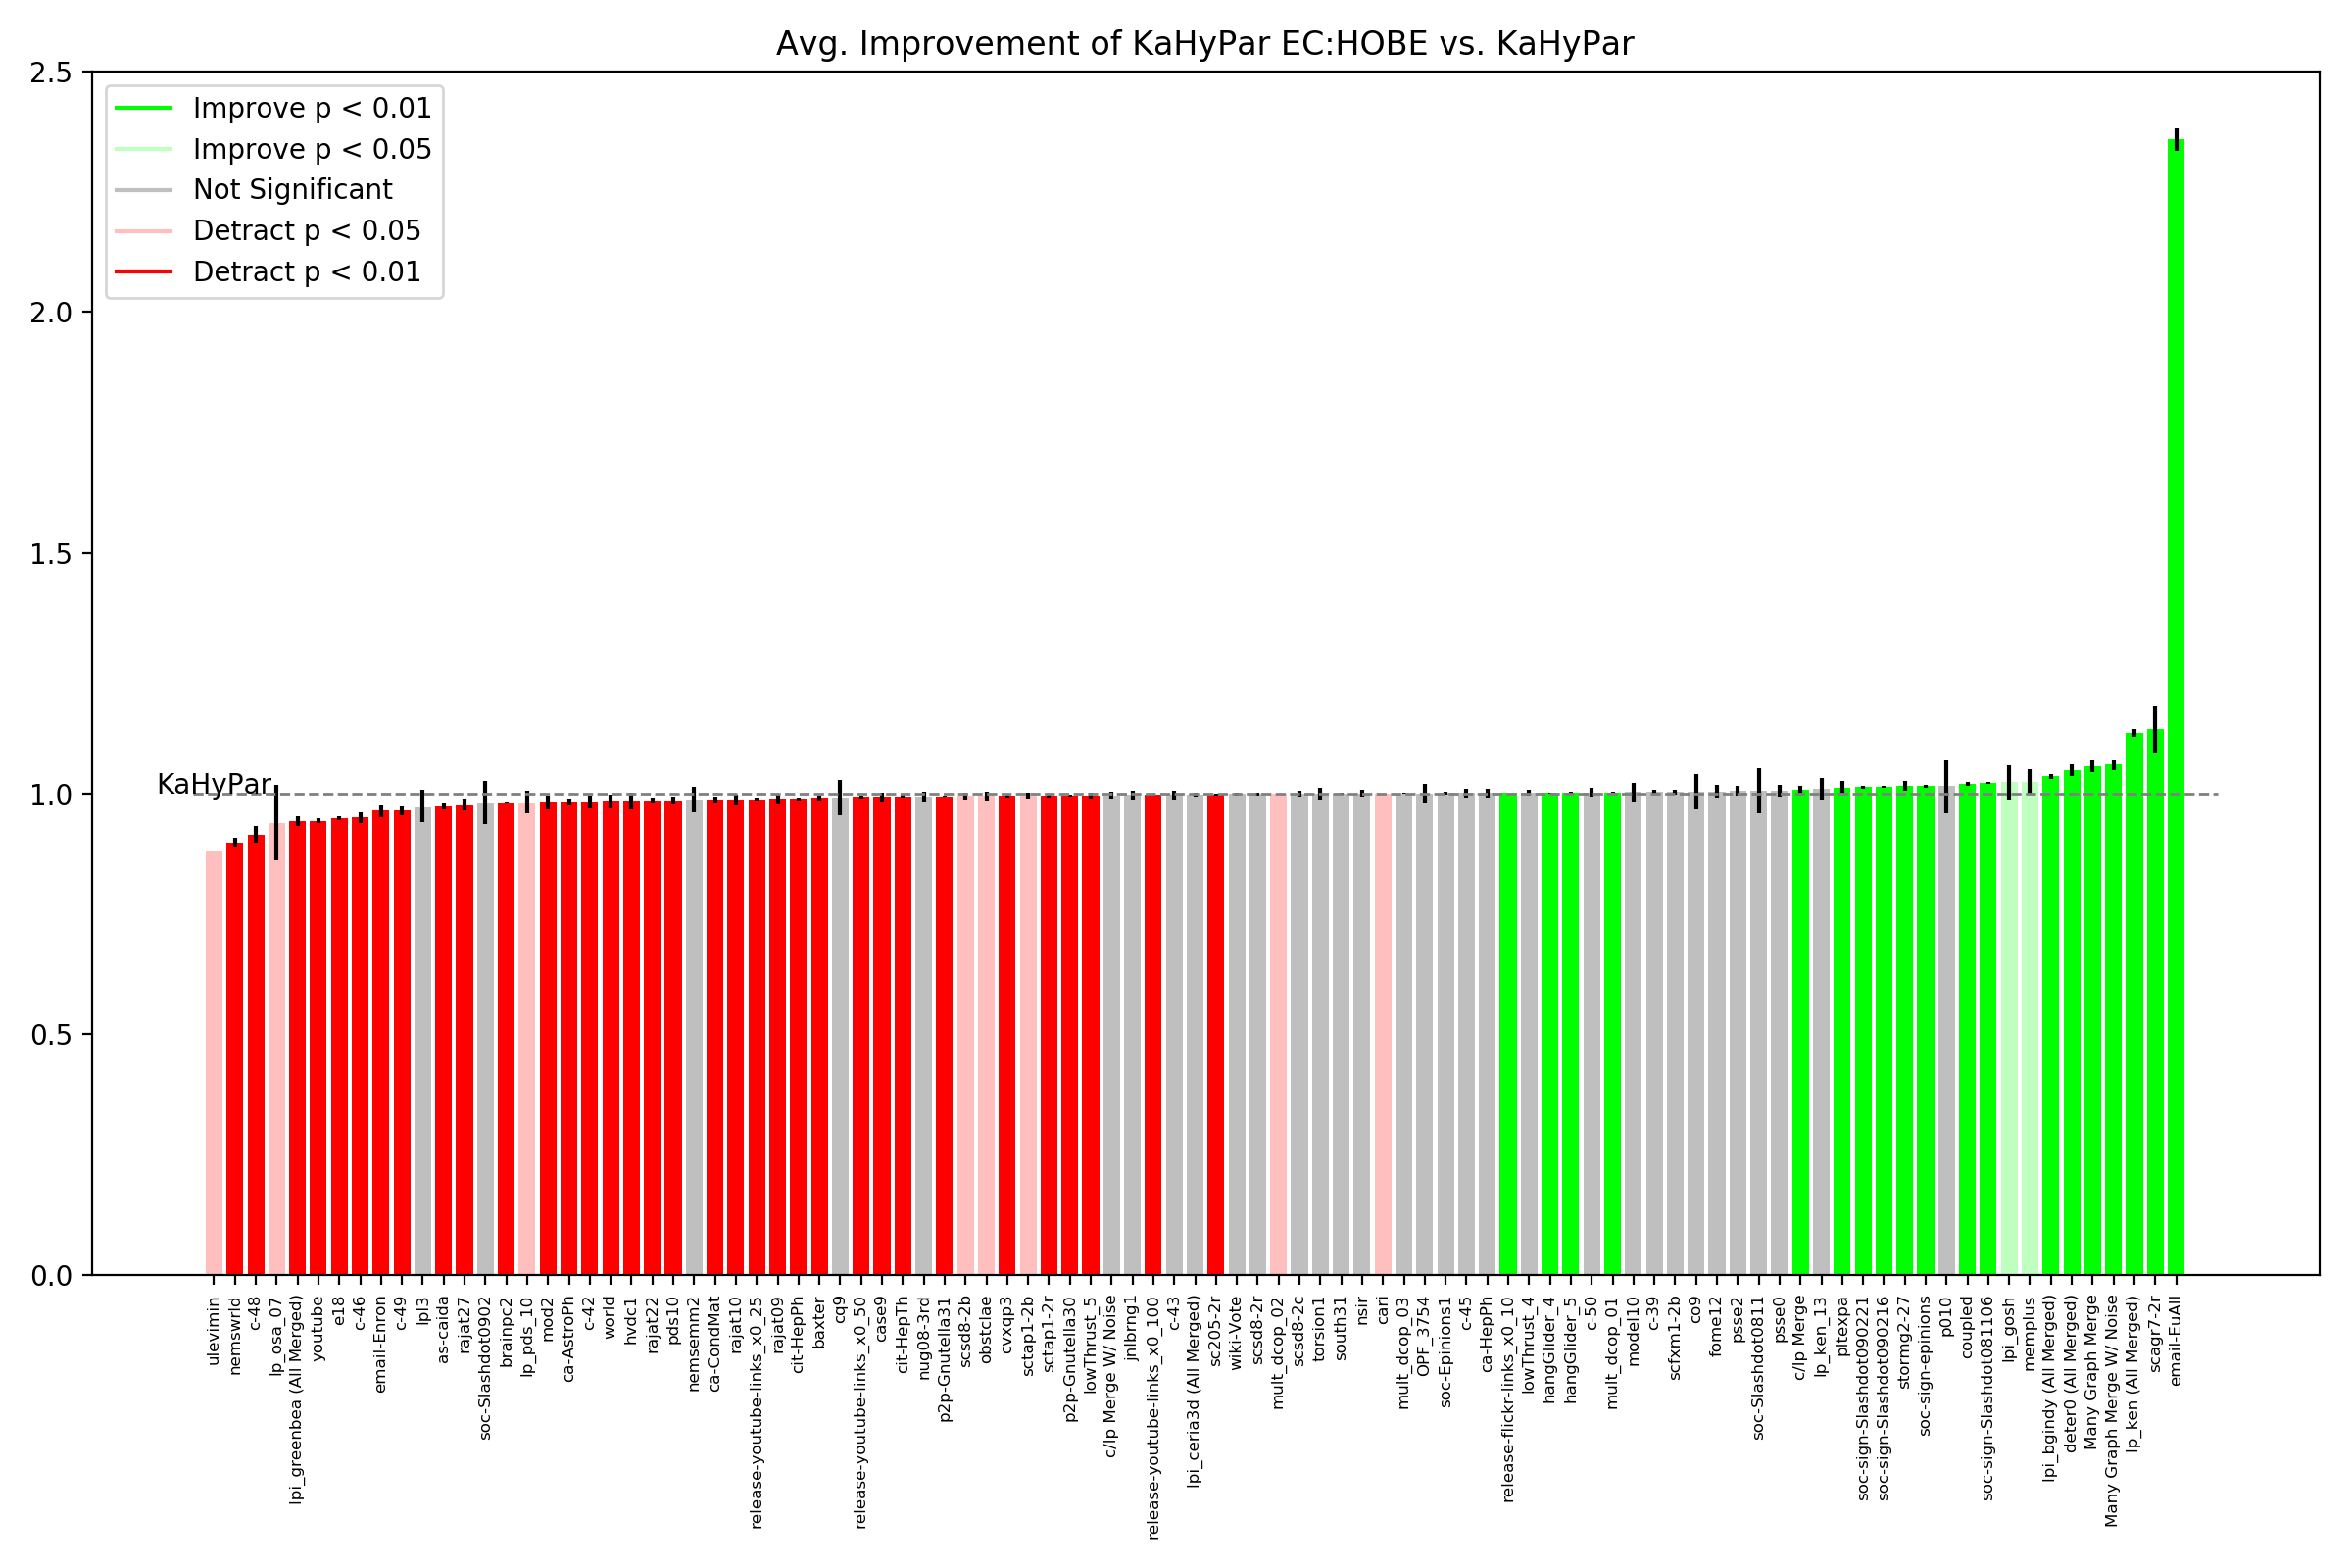 Avg. Improvement of KaHyPar EC:HOBE vs. KaHyPar
2.5
2.0
1.5
1.0
0.5
0.0
Improve p < 0.01
Improve p < 0.05
Not Significant
Detract p < 0.05
Detract p < 0.01
KaHyPar
ulevimin
nemswrld
c-48
lp_osa_07
lpi_greenbea (All Merged)
youtube
e18
c-46
email-Enron
c-49
lpl3
as-caida
rajat27
soc-Slashdot0902
brainpc2
lp_pds_10
mod2
ca-AstroPh
c-42
world
hvdc1
rajat22
pds10
nemsemm2
ca-CondMat
rajat10
release-youtube-links_x0_25
rajat09
cit-HepPh
baxter
cq9
release-youtube-links_x0_50
case9
cit-HepTh
nug08-3rd
p2p-Gnutella31
scsd8-2b
obstclae
cvxqp3
sctap1-2b
sctap1-2r
p2p-Gnutella30
lowThrust_5
c/lp Merge W/ Noise
jnlbrng1
release-youtube-links_x0_100
c-43
lpi_ceria3d (All Merged)
sc205-2r
wiki-Vote
scsd8-2r
mult_dcop_02
scsd8-2c
torsion1
south31
nsir
cari
mult_dcop_03
OPF_3754
soc-Epinions1
c-45
ca-HepPh
release-flickr-links_x0_10
lowThrust_4
hangGlider_4
hangGlider_5
c-50
mult_dcop_01
model10
c-39
scfxm1-2b
co9
fome12
psse2
soc-Slashdot0811
psse0
c/lp Merge
lp_ken_13
pltexpa
soc-sign-Slashdot090221
soc-sign-Slashdot090216
stormg2-27
soc-sign-epinions
p010
coupled
soc-sign-Slashdot081106
lpi_gosh
memplus
lpi_bgindy (All Merged)
deter0 (All Merged)
Many Graph Merge
Many Graph Merge W/ Noise
lp_ken (All Merged)
scagr7-2r
email-EuAll